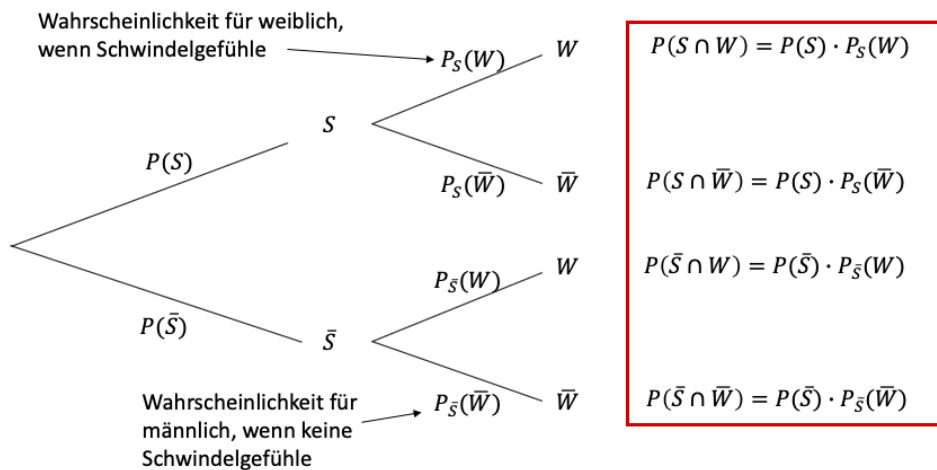 Wahrscheinlichkeit für weiblich,
wenn Schwindelgefühle
P_S(W)
W
P(S ∩ W) = P(S) · P_S(W)
S
P(S)
P_S(W̄)
W̄
P(S ∩ W̄) = P(S) · P_S(W̄)
P_S̄(W)
W
P(S̄ ∩ W) = P(S̄) · P_S̄(W)
P(S̄)
S̄
Wahrscheinlichkeit für
männlich, wenn keine
Schwindelgefühle
P_S̄(W̄)
W̄
P(S̄ ∩ W̄) = P(S̄) · P_S̄(W̄)